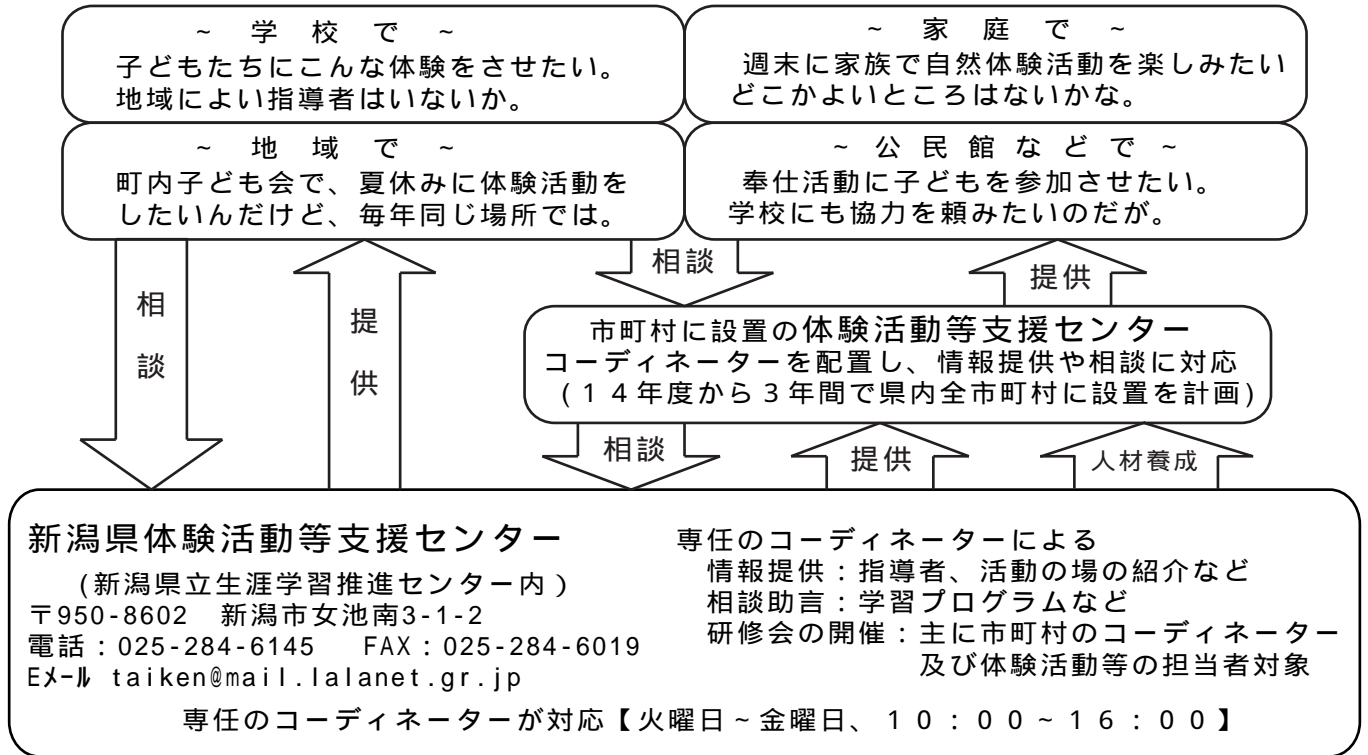 ~ 学 校 で ~
子どもたちにこんな体験をさせたい。
地域によい指導者はいないか。
~ 家 庭 で ~
週末に家族で自然体験活動を楽しみたい
どこかよいところはないかな。
~ 地 域 で ~
町内子ども会で、夏休みに体験活動を
したいんだけど、毎年同じ場所では。
~ 公 民 館 な ど で ~
奉仕活動に子どもを参加させたい。
学校にも協力を頼みたいのだが。
相談
提供
相談
提供
市町村に設置の体験活動等支援センター
コーディネーターを配置し、情報提供や相談に対応
(１４年度から３年間で県内全市町村に設置を計画)
相談
提供
人材養成
新潟県体験活動等支援センター
(新潟県立生涯学習推進センター内)
〒950-8602 新潟市女池南3-1-2
電話：025-284-6145 FAX：025-284-6019
Eﾒｰﾙ taiken@mail.lalanet.gr.jp
専任のコーディネーターによる
情報提供：指導者、活動の場の紹介など
相談助言：学習プログラムなど
研修会の開催：主に市町村のコーディネーター
及び体験活動等の担当者対象
専任のコーディネーターが対応【火曜日~金曜日、１０：００~１６：００】